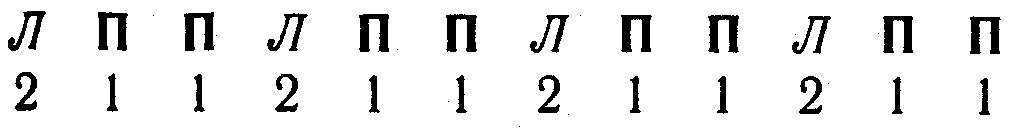 Л П П Л П П Л П П Л П П
2 1 1 2 1 1 2 1 1 2 1 1